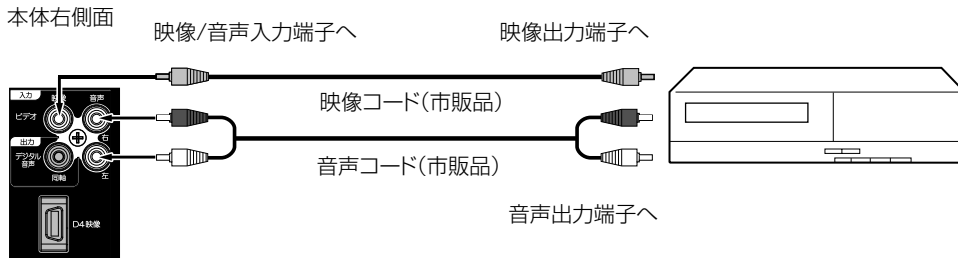 本体右側面
映像/音声入力端子へ
映像出力端子へ
入力
映像
音声
ビデオ
右
出力
デジタル
音声
同軸
左
D4映像
映像コード(市販品)
音声コード(市販品)
音声出力端子へ